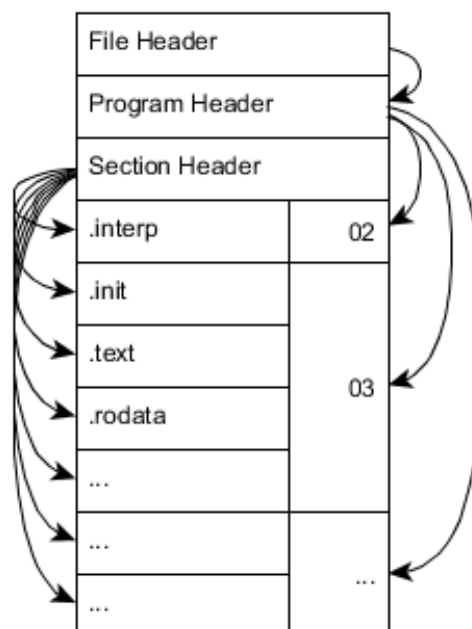 File Header
Program Header
Section Header
.interp
02
.init
.text
03
.rodata
...
...
...
...